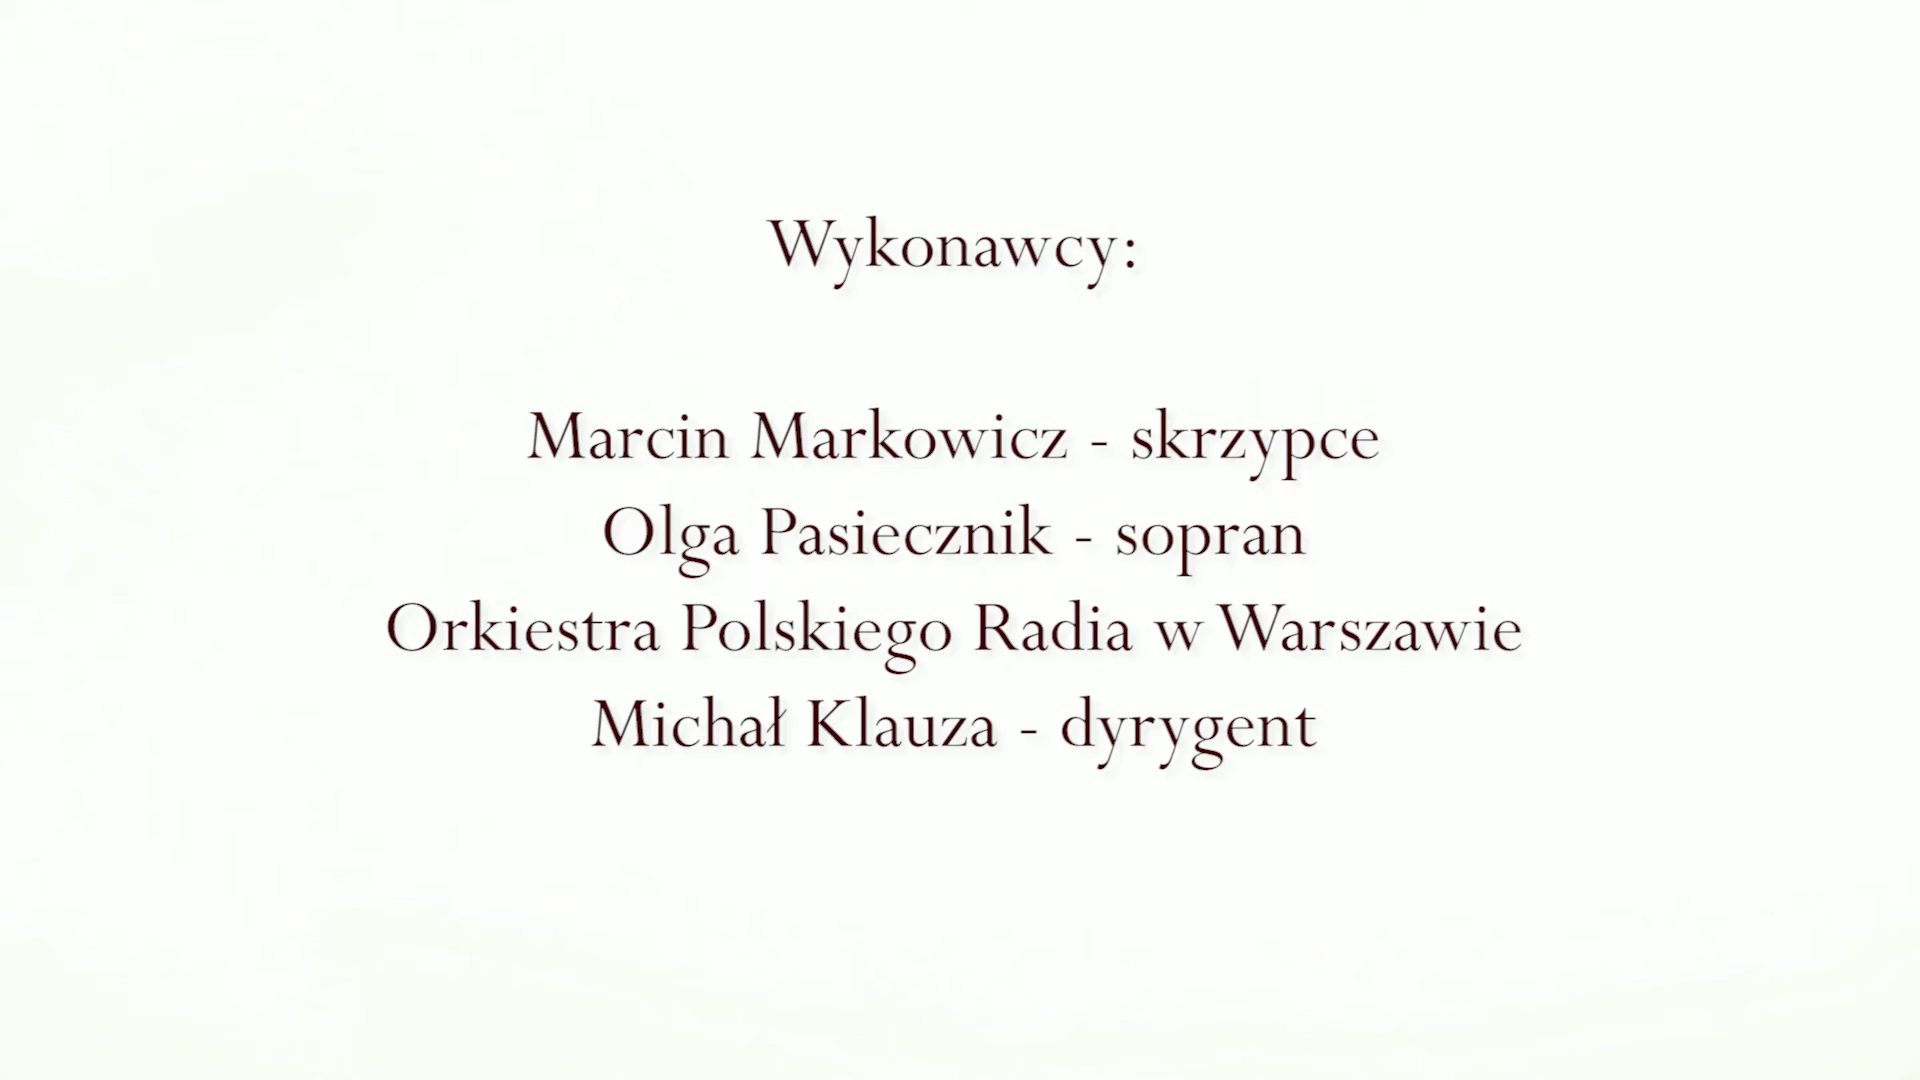 Wykonawcy:
Marcin Markowicz - skrzypce
Olga Pasiecznik - sopran
Orkiestra Polskiego Radia w Warszawie
Michał Klauza - dyrygent